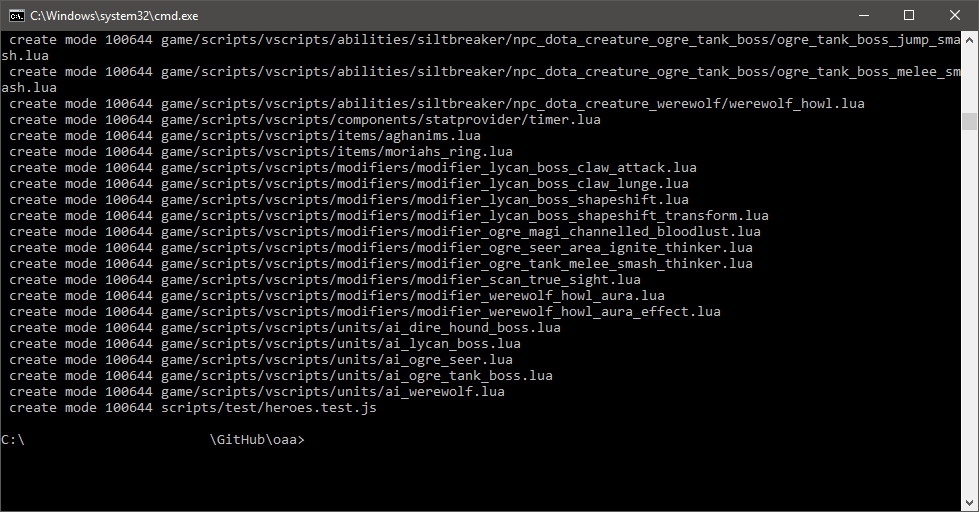 C:\Windows\system32\cmd.exe
create mode 100644 game/scripts/vscripts/abilities/siltbreaker/npc_dota_creature_ogre_tank_boss/ogre_tank_boss_jump_sma
sh.lua
create mode 100644 game/scripts/vscripts/abilities/siltbreaker/npc_dota_creature_ogre_tank_boss/ogre_tank_boss_melee_sm
ash.lua
create mode 100644 game/scripts/vscripts/abilities/siltbreaker/npc_dota_creature_werewolf/werewolf_howl.lua
create mode 100644 game/scripts/vscripts/components/statprovider/timer.lua
create mode 100644 game/scripts/vscripts/items/aghanims.lua
create mode 100644 game/scripts/vscripts/items/moriahs_ring.lua
create mode 100644 game/scripts/vscripts/modifiers/modifier_lycan_boss_claw_attack.lua
create mode 100644 game/scripts/vscripts/modifiers/modifier_lycan_boss_claw_lunge.lua
create mode 100644 game/scripts/vscripts/modifiers/modifier_lycan_boss_shapeshift.lua
create mode 100644 game/scripts/vscripts/modifiers/modifier_lycan_boss_shapeshift_transform.lua
create mode 100644 game/scripts/vscripts/modifiers/modifier_ogre_magi_channelled_bloodlust.lua
create mode 100644 game/scripts/vscripts/modifiers/modifier_ogre_seer_area_ignite_thinker.lua
create mode 100644 game/scripts/vscripts/modifiers/modifier_ogre_tank_melee_smash_thinker.lua
create mode 100644 game/scripts/vscripts/modifiers/modifier_scan_true_sight.lua
create mode 100644 game/scripts/vscripts/modifiers/modifier_werewolf_howl_aura.lua
create mode 100644 game/scripts/vscripts/modifiers/modifier_werewolf_howl_aura_effect.lua
create mode 100644 game/scripts/vscripts/units/ai_dire_hound_boss.lua
create mode 100644 game/scripts/vscripts/units/ai_lycan_boss.lua
create mode 100644 game/scripts/vscripts/units/ai_ogre_seer.lua
create mode 100644 game/scripts/vscripts/units/ai_ogre_tank_boss.lua
create mode 100644 game/scripts/vscripts/units/ai_werewolf.lua
create mode 100644 scripts/test/heroes.test.js
C:\ \GitHub\oaa>